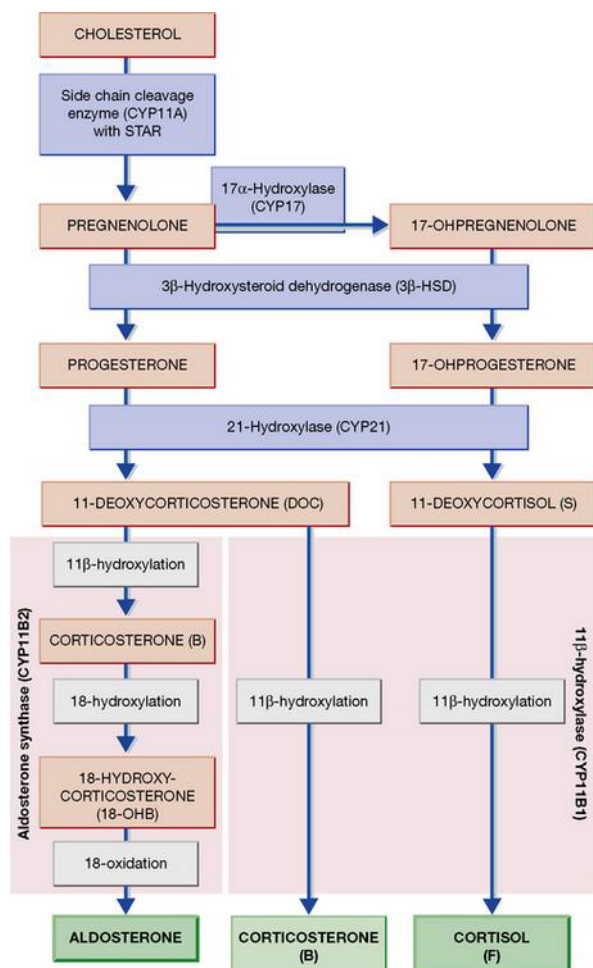 CHOLESTEROL
Side chain cleavage
enzyme (CYP11A)
with STAR
17α-Hydroxylase
(CYP17)
PREGNENOLONE
17-OHPREGNENOLONE
3β-Hydroxysteroid dehydrogenase (3β-HSD)
PROGESTERONE
17-OHPROGESTERONE
21-Hydroxylase (CYP21)
11-DEOXYCORTICOSTERONE (DOC)
11-DEOXYCORTISOL (S)
Aldosterone synthase (CYP11B2)
11β-hydroxylation
CORTICOSTERONE (B)
18-hydroxylation
18-HYDROXY-
CORTICOSTERONE
(18-OHB)
18-oxidation
11β-hydroxylation
11β-hydroxylation
11β-hydroxylase (CYP11B1)
ALDOSTERONE
CORTICOSTERONE
(B)
CORTISOL
(F)